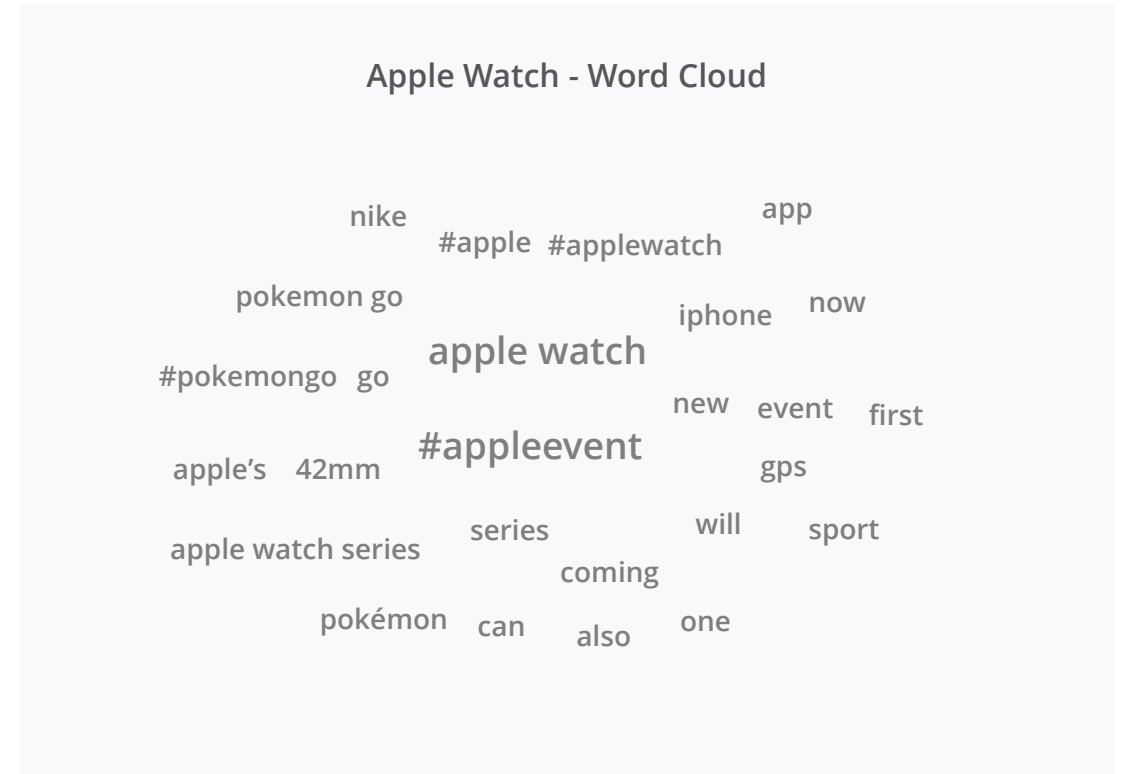 Apple Watch - Word Cloud
nike
app
#apple #applewatch
pokemon go
iphone now
apple watch
#pokemongo go
new event first
#appleevent
apple’s 42mm
gps
series
will sport
apple watch series
coming
pokémon can also one